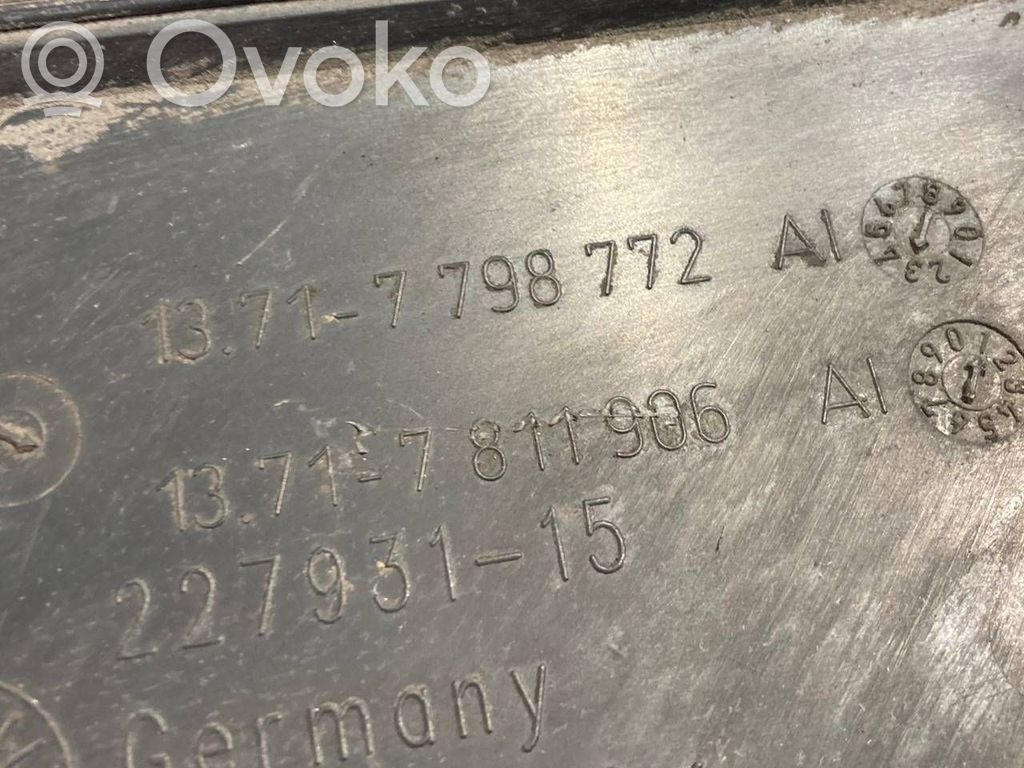 Ovoko
13.71-7 798 772 AI
13.71-7 811 906 AI
227931-15
Germany